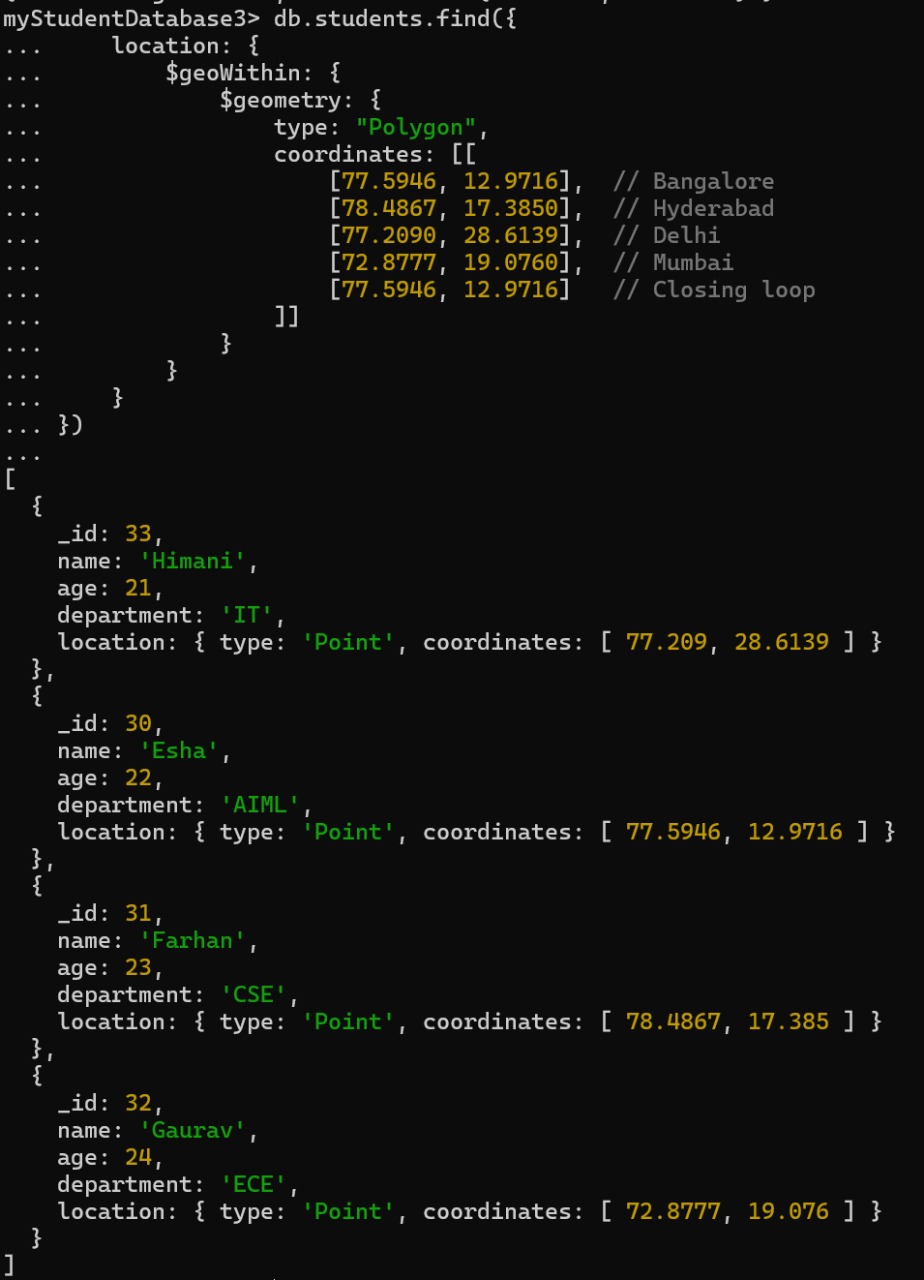 myStudentDatabase3> db.students.find({
...     location: {
...         $geoWithin: {
...             $geometry: {
...                 type: "Polygon",
...                 coordinates: [[
...                     [77.5946, 12.9716],  // Bangalore
...                     [78.4867, 17.3850],  // Hyderabad
...                     [77.2090, 28.6139],  // Delhi
...                     [72.8777, 19.0760],  // Mumbai
...                     [77.5946, 12.9716]   // Closing loop
...                 ]]
...             }
...         }
...     }
... })
...
[
  {
    _id: 33,
    name: 'Himani',
    age: 21,
    department: 'IT',
    location: { type: 'Point', coordinates: [ 77.209, 28.6139 ] }
  },
  {
    _id: 30,
    name: 'Esha',
    age: 22,
    department: 'AIML',
    location: { type: 'Point', coordinates: [ 77.5946, 12.9716 ] }
  },
  {
    _id: 31,
    name: 'Farhan',
    age: 23,
    department: 'CSE',
    location: { type: 'Point', coordinates: [ 78.4867, 17.385 ] }
  },
  {
    _id: 32,
    name: 'Gaurav',
    age: 24,
    department: 'ECE',
    location: { type: 'Point', coordinates: [ 72.8777, 19.076 ] }
  }
]